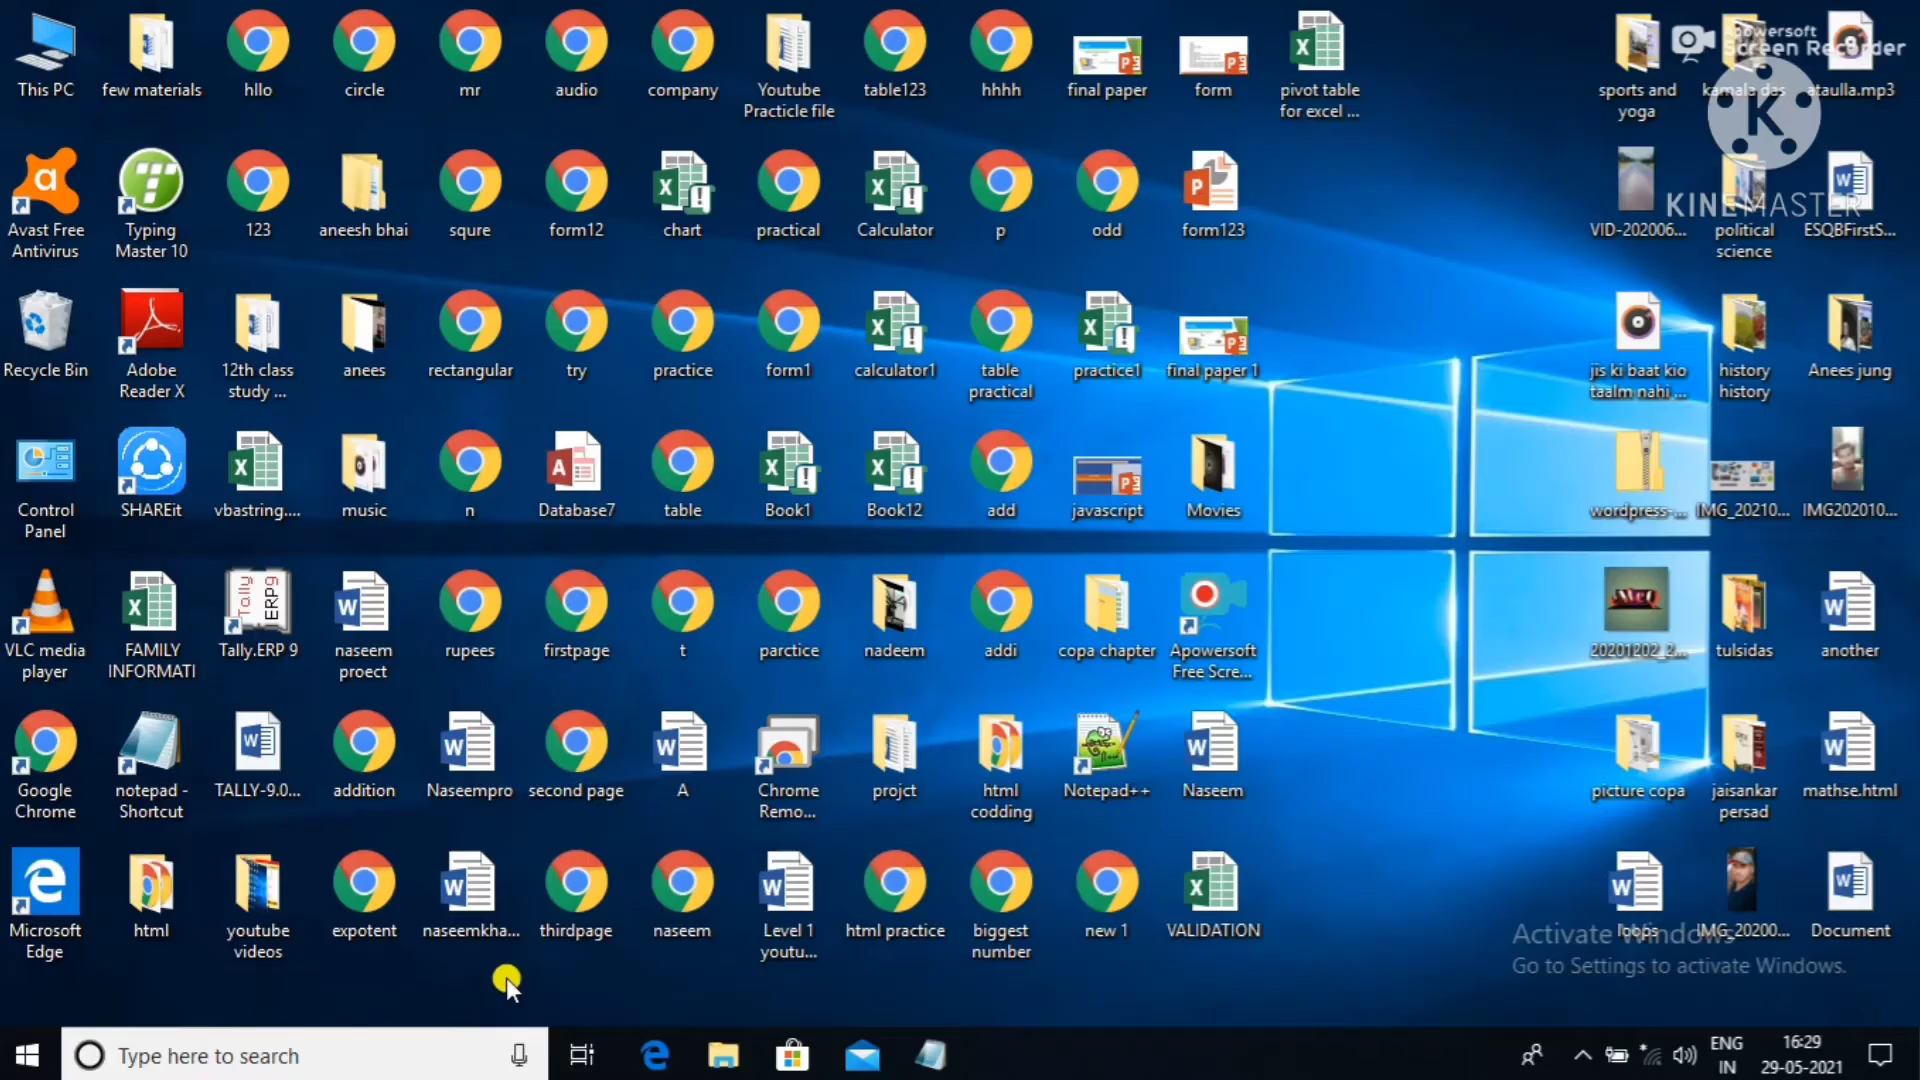 This PC
few materials
hllo
circle
mr
audio
company
Youtube
Practicle file
table123
hhhh
final paper
form
pivot table
for excel ...
sports and
yoga
kamala das
ataulla.mp3
Apowersoft
Screen Recorder
K
KINEMASTER
Avast Free
Antivirus
Typing
Master 10
123
aneesh bhai
squre
form12
chart
practical
Calculator
p
odd
form123
VID-202006...
political
science
ESQBFirstS...
Recycle Bin
Adobe
Reader X
12th class
study ...
anees
rectangular
try
practice
form1
calculator1
table
practical
practice1
final paper 1
jis ki baat kio
taalm nahi ...
history
history
Anees jung
Control
Panel
SHAREit
vbastring....
music
n
Database7
table
Book1
Book12
add
javascript
Movies
wordpress-...
IMG_20210...
IMG202010...
VLC media
player
FAMILY
INFORMATI
Tally ERP9
Tally.ERP 9
naseem
proect
rupees
firstpage
t
parctice
nadeem
addi
copa chapter
Apowersoft
Free Scre...
20201202_2...
tulsidas
another
Google
Chrome
notepad -
Shortcut
TALLY-9.0...
addition
Naseempro
second page
A
Chrome
Remo...
projct
html
codding
Notepad++
Naseem
picture copa
jaisankar
persad
mathse.html
Microsoft
Edge
html
youtube
videos
expotent
naseemkha...
thirdpage
naseem
Level 1
youtu...
html practice
biggest
number
new 1
VALIDATION
loops
IMG_20200...
Document
Activate Windows
Go to Settings to activate Windows.
Type here to search
ENG
IN
16:29
29-05-2021